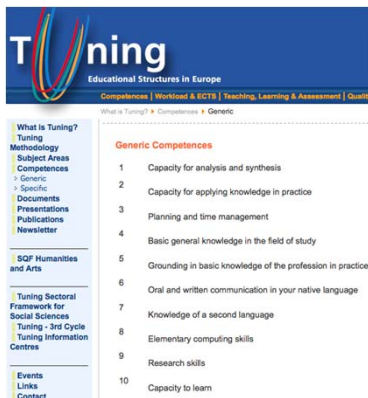 Tuning
Educational Structures in Europe
Competences | Workload & ECTS | Teaching, Learning & Assessment | Quali
What is Tuning? Competences Generic
What is Tuning?
Tuning
Methodology
Subject Areas
Competences
> Generic
> Specific
Documents
Presentations
Publications
Newsletter
SQF Humanities
and Arts
Tuning Sectoral
Framework for
Social Sciences
Tuning - 3rd Cycle
Tuning Information
Centres
Events
Links
Contact
Generic Competences
1 Capacity for analysis and synthesis
2 Capacity for applying knowledge in practice
3 Planning and time management
4 Basic general knowledge in the field of study
5 Grounding in basic knowledge of the profession in practice
6 Oral and written communication in your native language
7 Knowledge of a second language
8 Elementary computing skills
9 Research skills
10 Capacity to learn